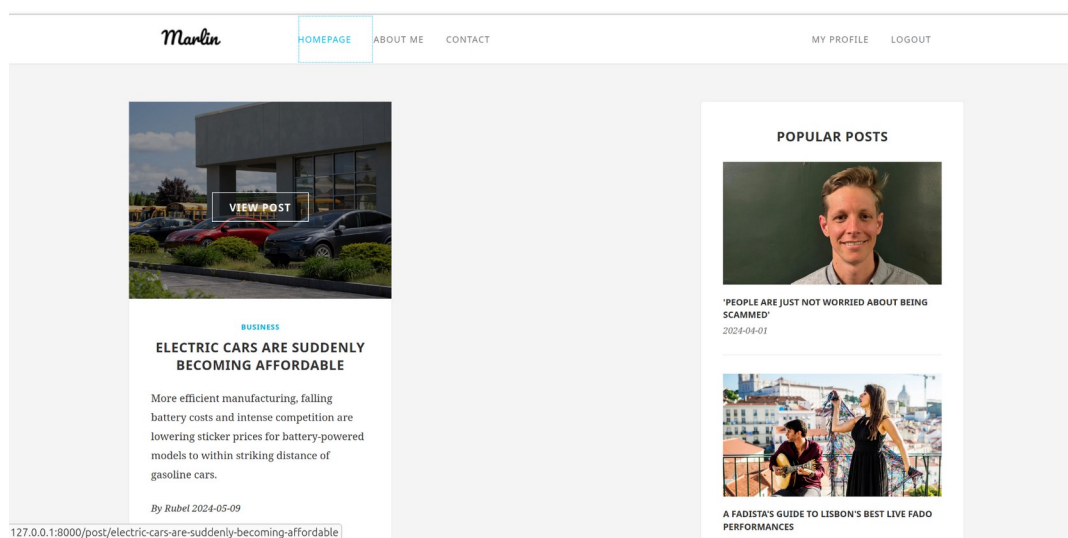 Marlin
HOMEPAGE ABOUT ME CONTACT
MY PROFILE LOGOUT
VIEW POST
BUSINESS
ELECTRIC CARS ARE SUDDENLY
BECOMING AFFORDABLE
More efficient manufacturing, falling
battery costs and intense competition are
lowering sticker prices for battery-powered
models to within striking distance of
gasoline cars.
By Rubel 2024-05-09
POPULAR POSTS
'PEOPLE ARE JUST NOT WORRIED ABOUT BEING
SCAMMED'
2024-04-01
A FADISTA'S GUIDE TO LISBON'S BEST LIVE FADO
PERFORMANCES
127.0.0.1:8000/post/electric-cars-are-suddenly-becoming-affordable